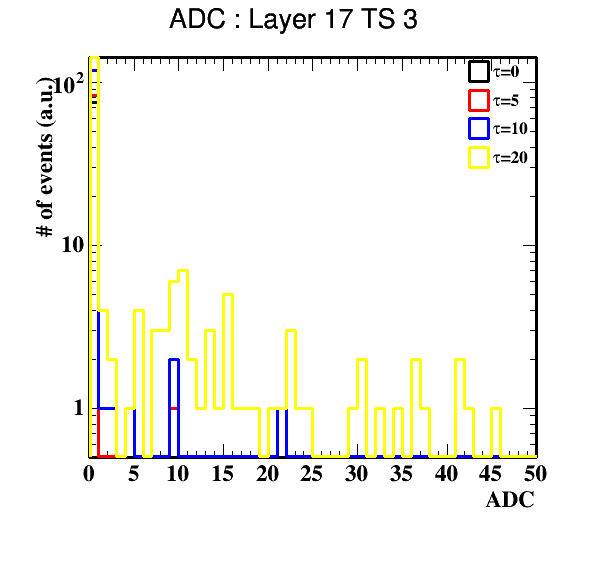 ADC : Layer 17 TS 3
# of events (a.u.)
10²
10
1
τ=0
τ=5
τ=10
τ=20
0 5 10 15 20 25 30 35 40 45 50
ADC